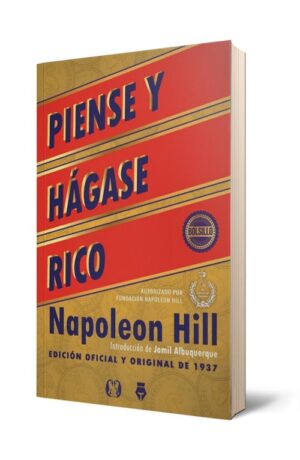 PIENSE Y
HÁGASE
RICO
BOLSILLO
AUTORIZADO POR
FUNDACIÓN NAPOLEON HILL
Napoleon Hill
Introducción de Jamil Albuquerque
EDICIÓN OFICIAL Y ORIGINAL DE 1937